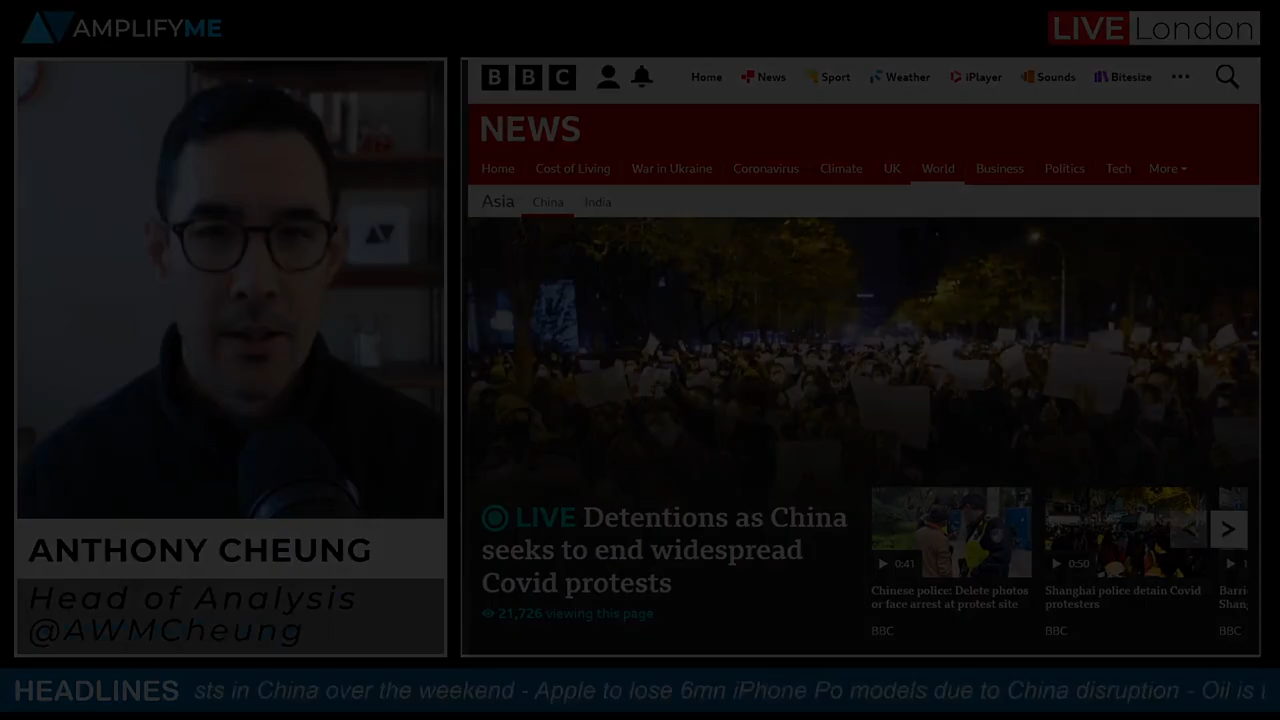 AMPLIFYME
LIVE London
BBC
Home News Sport Weather iPlayer Sounds Bitesize
NEWS
Home Cost of Living War in Ukraine Coronavirus Climate UK World Business Politics Tech More
Asia China India
LIVE Detentions as China
seeks to end widespread
Covid protests
21,726 viewing this page
0:41
Chinese police: Delete photos
or face arrest at protest site
BBC
0:50
Shanghai police detain Covid
protesters
BBC
Barri
Shang
BBC
ANTHONY CHEUNG
Head of Analysis
@AWMCheung
HEADLINES sts in China over the weekend - Apple to lose 6mn iPhone Po models due to China disruption - Oil is